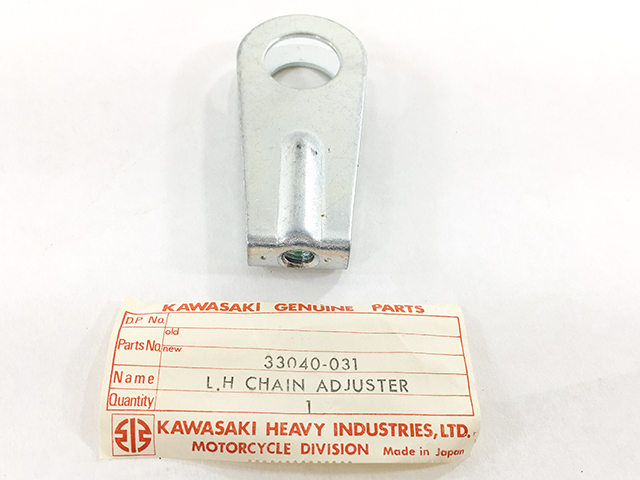 KAWASAKI GENUINE PARTS
D.P No.
old
Parts No. new 33040-031
Name L.H CHAIN ADJUSTER
Quantity 1
KAWASAKI HEAVY INDUSTRIES, LTD.
MOTORCYCLE DIVISION Made in Japan